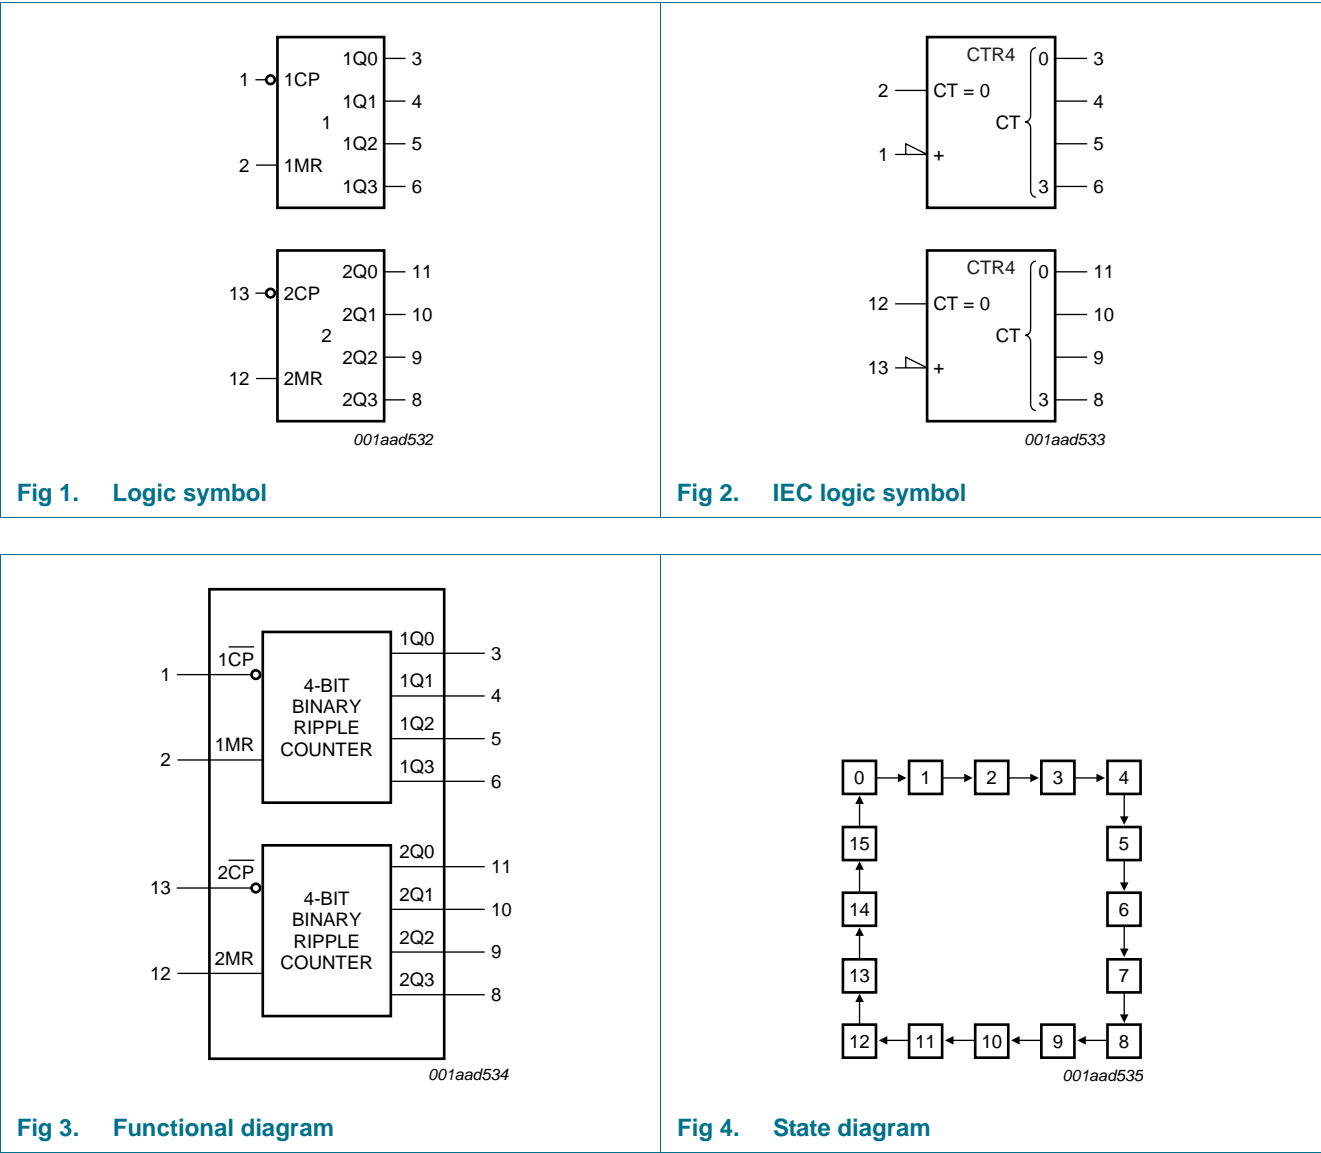 1Q0 3
1 1CP
1Q1 4
1
1Q2 5
2 1MR
1Q3 6
2Q0 11
13 2CP
2Q1 10
2
2Q2 9
12 2MR
2Q3 8
001aad532
Fig 1. Logic symbol
CTR4 0 3
2 CT = 0
4
CT
5
1 +
3 6
CTR4 0 11
12 CT = 0
10
CT
9
13 +
3 8
001aad533
Fig 2. IEC logic symbol
1Q0
3
1 1C̅P̅
1Q1
4
4-BIT
BINARY
RIPPLE
COUNTER
1Q2
5
2 1MR
1Q3
6
2Q0
11
13 2C̅P̅
2Q1
10
4-BIT
BINARY
RIPPLE
COUNTER
2Q2
9
12 2MR
2Q3
8
001aad534
Fig 3. Functional diagram
0 1 2 3 4
15 5
14 6
13 7
12 11 10 9 8
001aad535
Fig 4. State diagram